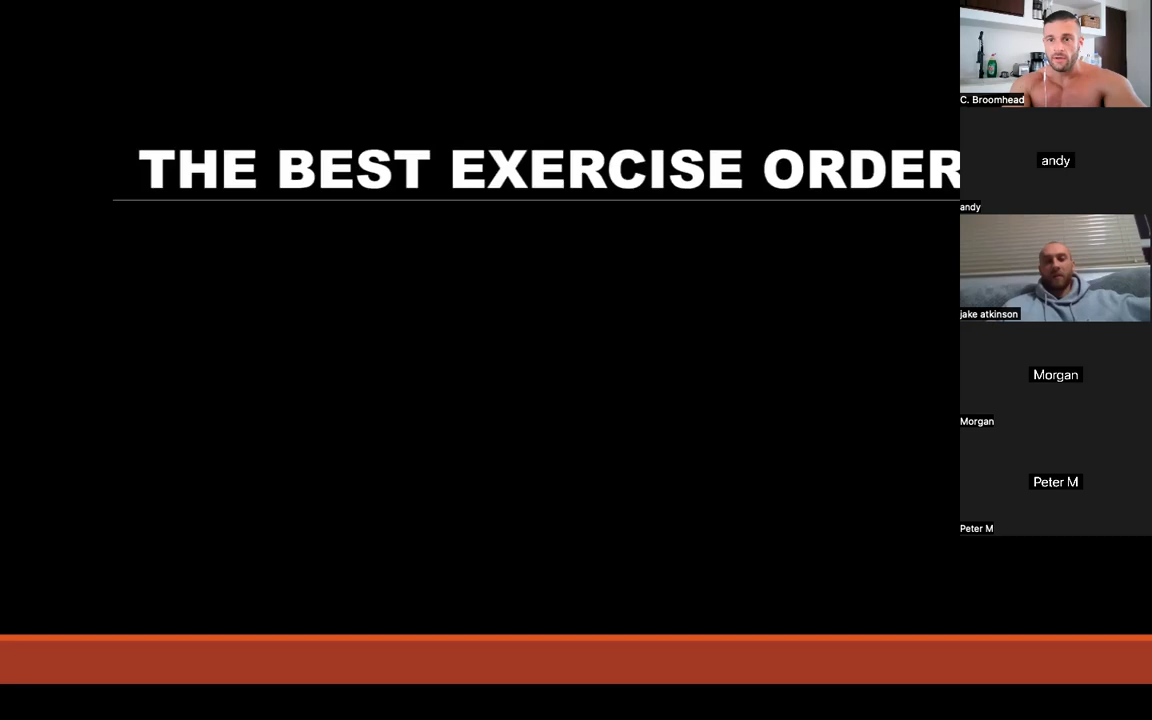 THE BEST EXERCISE ORDER
C. Broomhead
andy
andy
jake atkinson
Morgan
Morgan
Peter M
Peter M